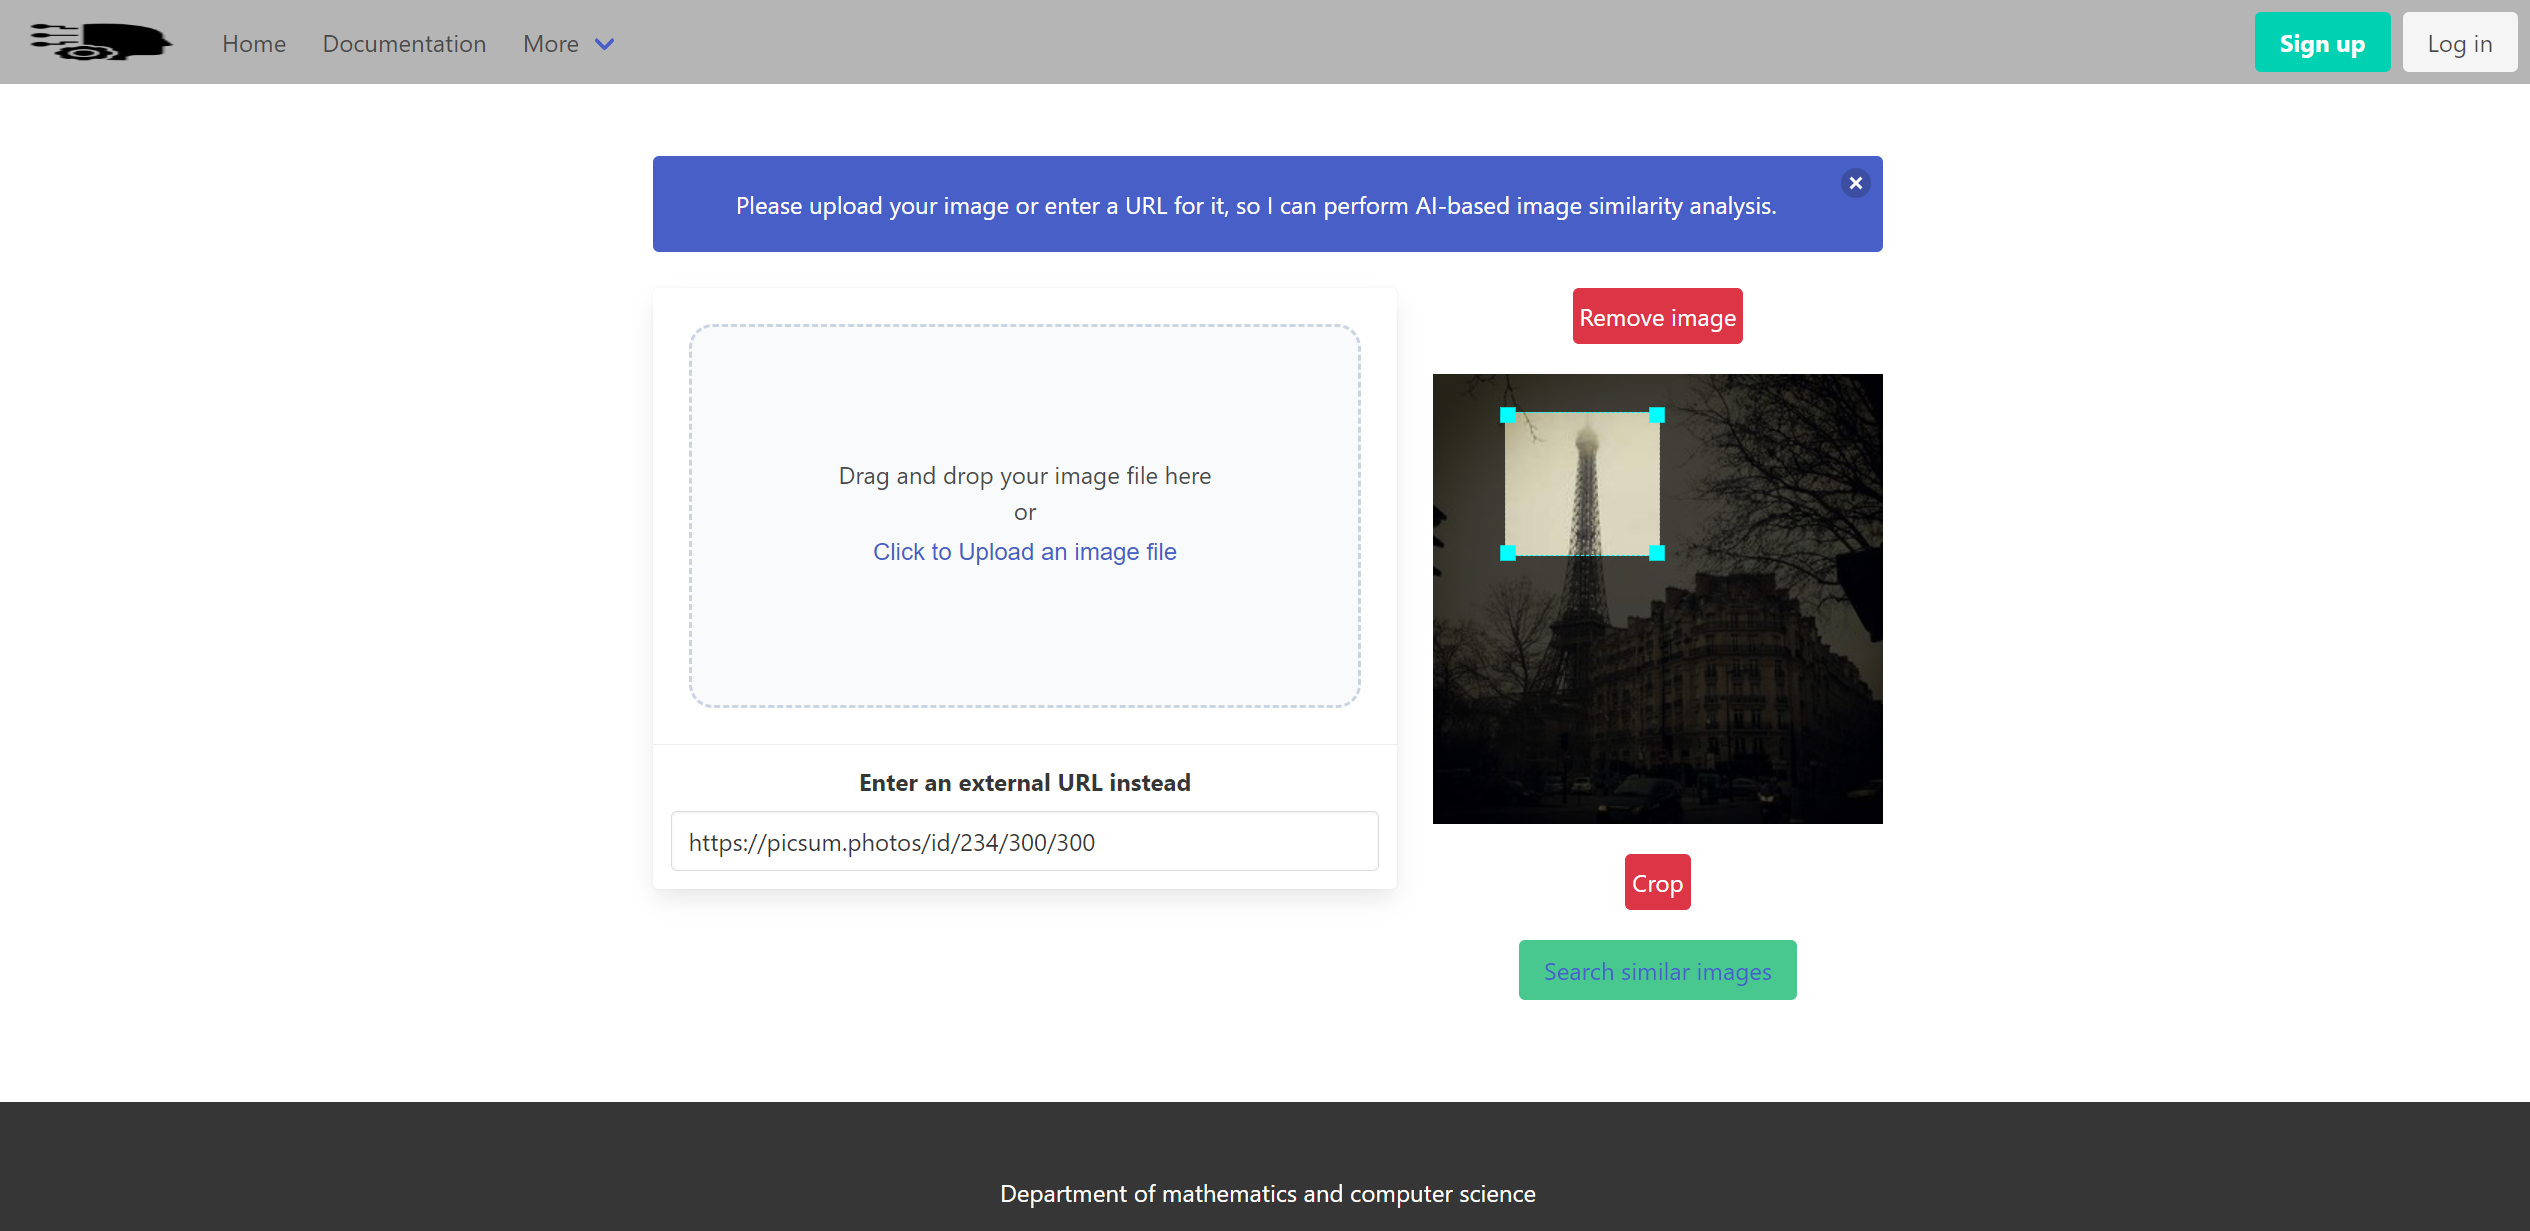 Home Documentation More Sign up Log in
Please upload your image or enter a URL for it, so I can perform AI-based image similarity analysis.
Drag and drop your image file here
or
Click to Upload an image file
Enter an external URL instead
https://picsum.photos/id/234/300/300
Remove image
Crop
Search similar images
Department of mathematics and computer science